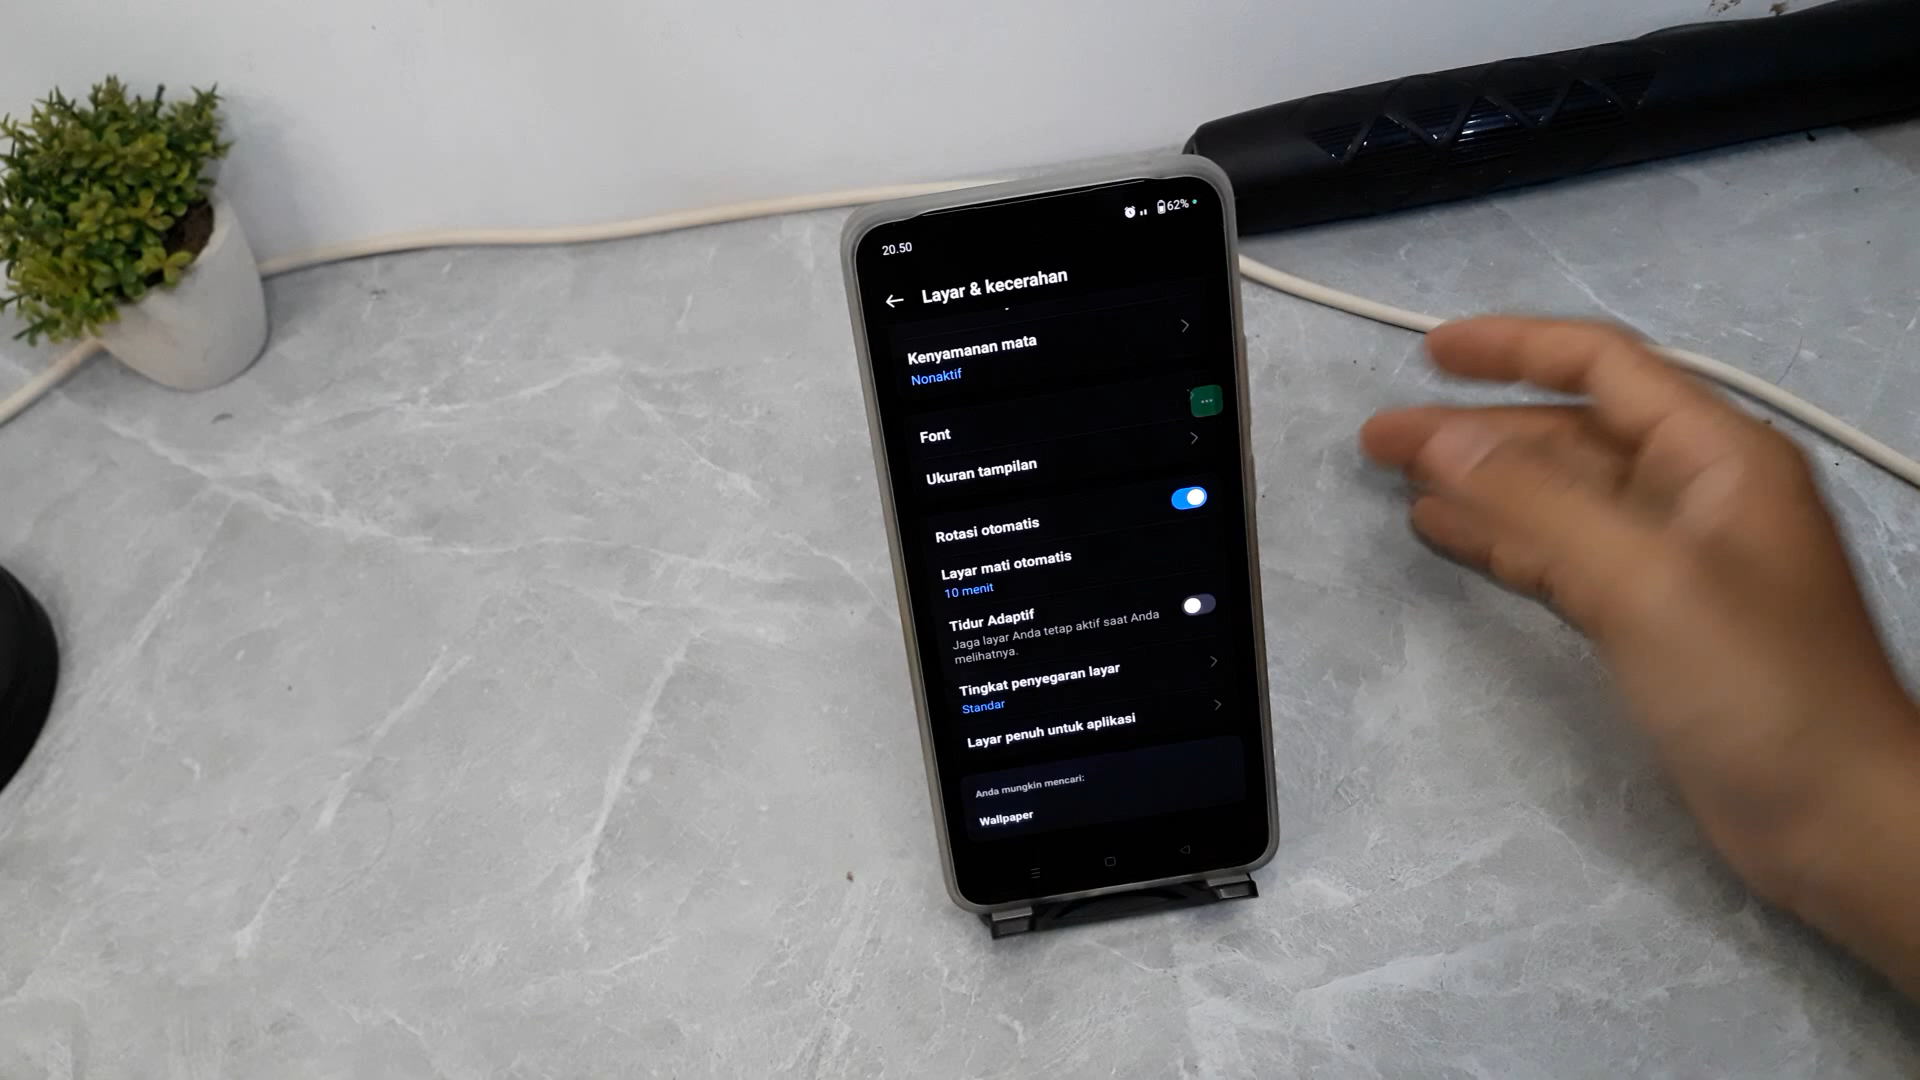 20.50
62%
Layar & kecerahan
Kenyamanan mata
Nonaktif
Font
Ukuran tampilan
Rotasi otomatis
Layar mati otomatis
10 menit
Tidur Adaptif
Jaga layar Anda tetap aktif saat Anda
melihatnya.
Tingkat penyegaran layar
Standar
Layar penuh untuk aplikasi
Anda mungkin mencari:
Wallpaper